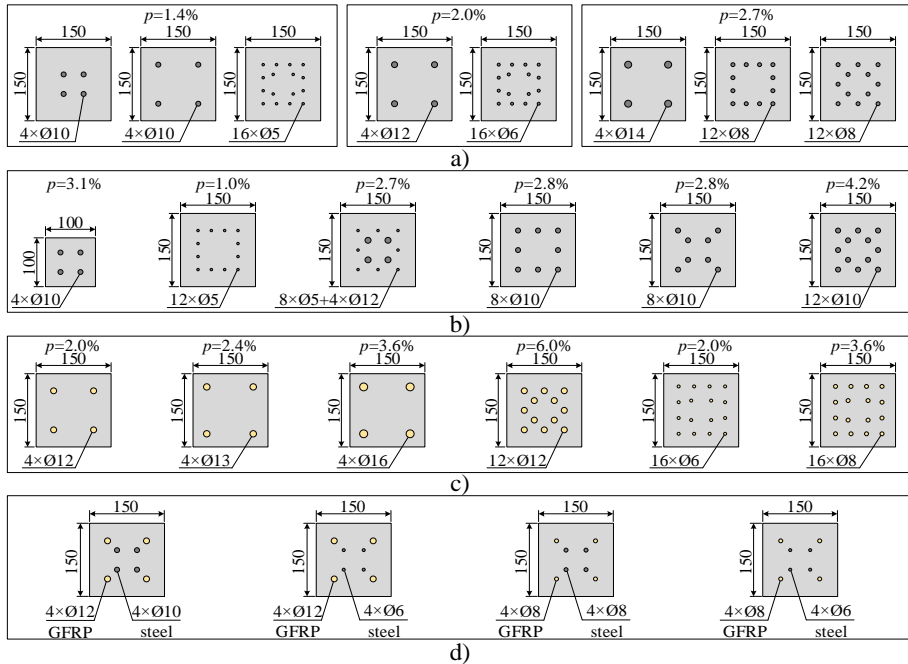 p=1.4%
150 150 150
150
4×Ø10 4×Ø10 16×Ø5
p=2.0%
150 150
150
4×Ø12 16×Ø6
p=2.7%
150 150 150
150
4×Ø14 12×Ø8 12×Ø8
a)
p=3.1% p=1.0% p=2.7% p=2.8% p=2.8% p=4.2%
100 150 150 150 150 150
100 150 150 150 150 150
4×Ø10 12×Ø5 8×Ø5+4×Ø12 8×Ø10 8×Ø10 12×Ø10
b)
p=2.0% p=2.4% p=3.6% p=6.0% p=2.0% p=3.6%
150 150 150 150 150 150
150 150 150 150 150 150
4×Ø12 4×Ø13 4×Ø16 12×Ø12 16×Ø6 16×Ø8
c)
150 150 150 150
150 150 150 150
4×Ø12 4×Ø10 4×Ø12 4×Ø6 4×Ø8 4×Ø8 4×Ø8 4×Ø6
GFRP steel GFRP steel GFRP steel GFRP steel
d)